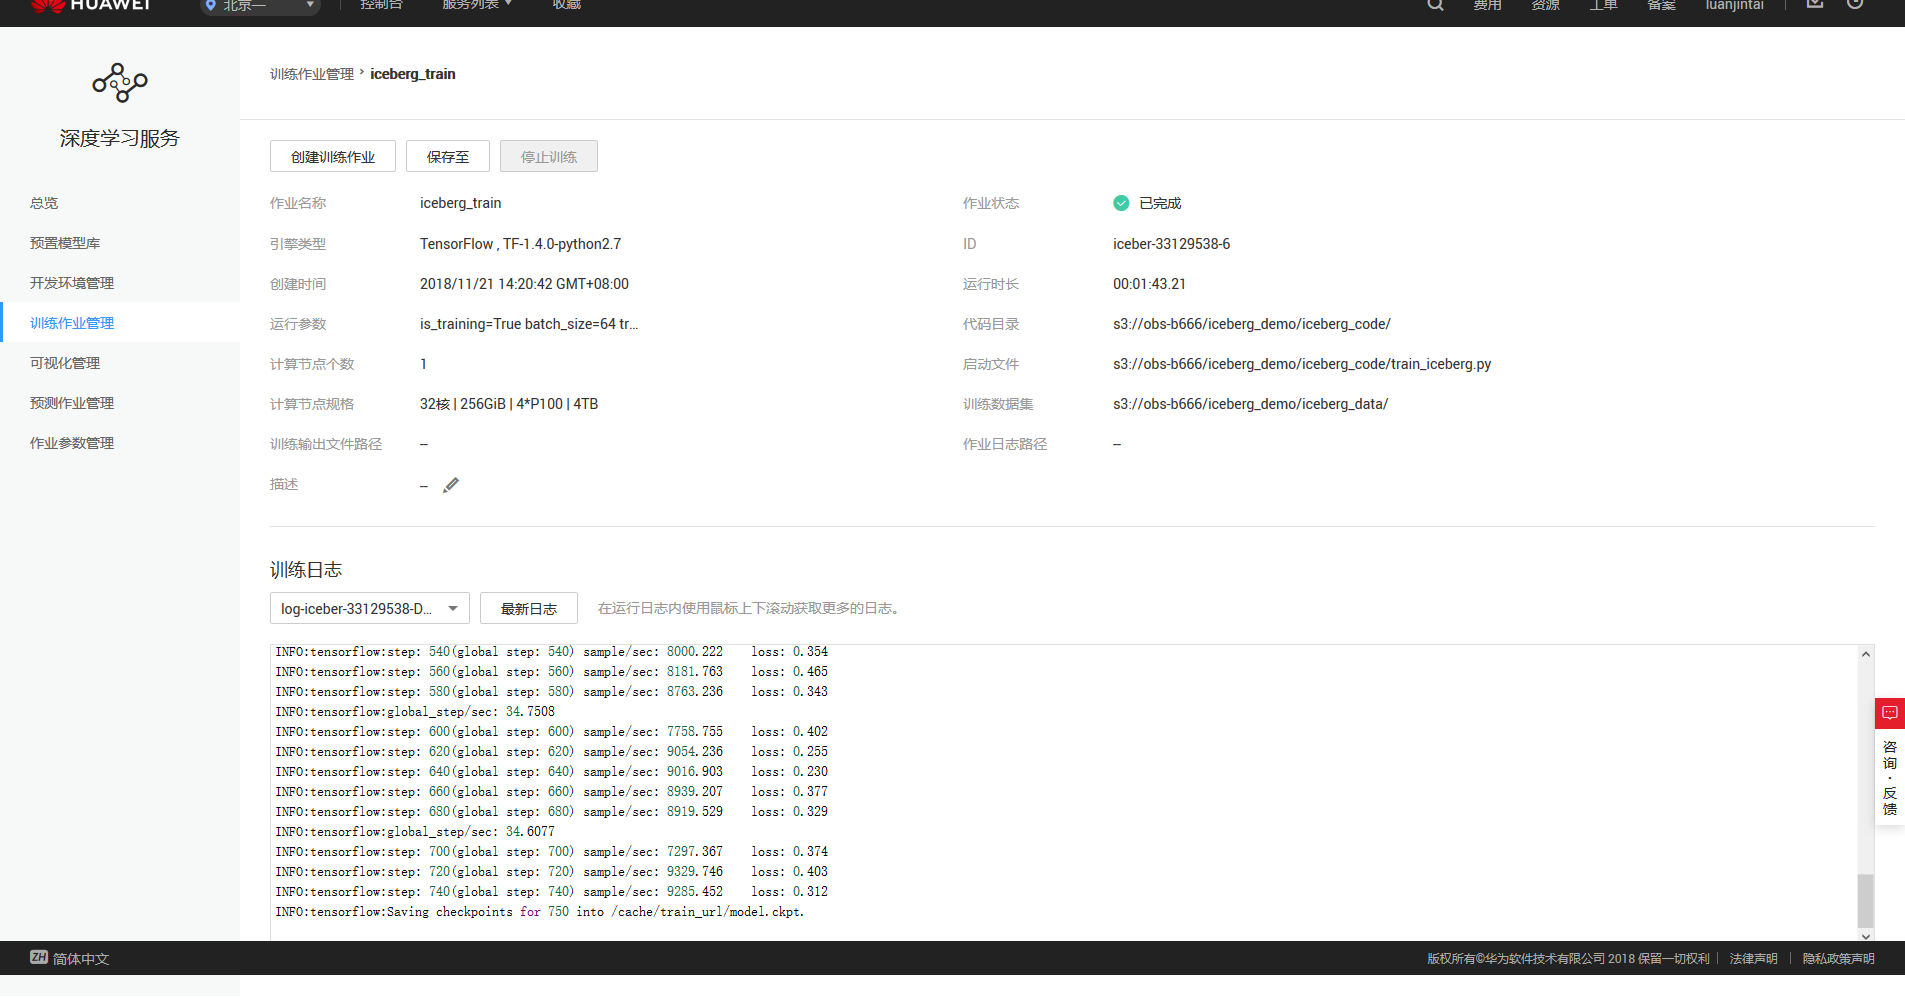 HUAWEI 北京一 控制台 服务列表 收藏 费用 资源 工单 备案 luanjintai
深度学习服务
总览
预置模型库
开发环境管理
训练作业管理
可视化管理
预测作业管理
作业参数管理
训练作业管理 › iceberg_train
创建训练作业 保存至 停止训练
作业名称 iceberg_train 作业状态 已完成
引擎类型 TensorFlow , TF-1.4.0-python2.7 ID iceber-33129538-6
创建时间 2018/11/21 14:20:42 GMT+08:00 运行时长 00:01:43.21
运行参数 is_training=True batch_size=64 tr... 代码目录 s3://obs-b666/iceberg_demo/iceberg_code/
计算节点个数 1 启动文件 s3://obs-b666/iceberg_demo/iceberg_code/train_iceberg.py
计算节点规格 32核 | 256GiB | 4*P100 | 4TB 训练数据集 s3://obs-b666/iceberg_demo/iceberg_data/
训练输出文件路径 -- 作业日志路径 --
描述 --
训练日志
log-iceber-33129538-D... 最新日志 在运行日志内使用鼠标上下滚动获取更多的日志。
INFO:tensorflow:step: 540(global step: 540) sample/sec: 8000.222 loss: 0.354
INFO:tensorflow:step: 560(global step: 560) sample/sec: 8181.763 loss: 0.465
INFO:tensorflow:step: 580(global step: 580) sample/sec: 8763.236 loss: 0.343
INFO:tensorflow:global_step/sec: 34.7508
INFO:tensorflow:step: 600(global step: 600) sample/sec: 7758.755 loss: 0.402
INFO:tensorflow:step: 620(global step: 620) sample/sec: 9054.236 loss: 0.255
INFO:tensorflow:step: 640(global step: 640) sample/sec: 9016.903 loss: 0.230
INFO:tensorflow:step: 660(global step: 660) sample/sec: 8939.207 loss: 0.377
INFO:tensorflow:step: 680(global step: 680) sample/sec: 8919.529 loss: 0.329
INFO:tensorflow:global_step/sec: 34.6077
INFO:tensorflow:step: 700(global step: 700) sample/sec: 7297.367 loss: 0.374
INFO:tensorflow:step: 720(global step: 720) sample/sec: 9329.746 loss: 0.403
INFO:tensorflow:step: 740(global step: 740) sample/sec: 9285.452 loss: 0.312
INFO:tensorflow:Saving checkpoints for 750 into /cache/train_url/model.ckpt.
咨询·反馈
ZH 简体中文 版权所有©华为软件技术有限公司 2018 保留一切权利 | 法律声明 | 隐私政策声明